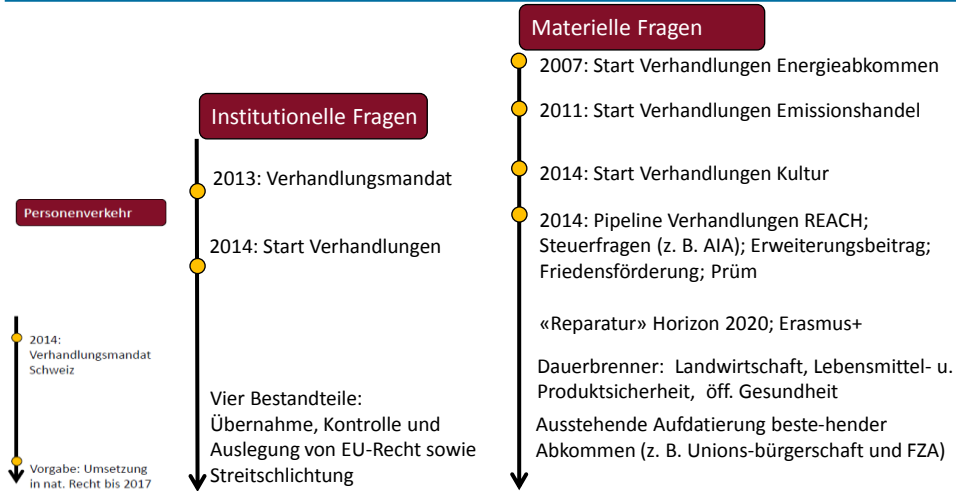 Materielle Fragen
2007: Start Verhandlungen Energieabkommen
2011: Start Verhandlungen Emissionshandel
2014: Start Verhandlungen Kultur
2014: Pipeline Verhandlungen REACH;
Steuerfragen (z. B. AIA); Erweiterungsbeitrag;
Friedensförderung; Prüm
«Reparatur» Horizon 2020; Erasmus+
Dauerbrenner: Landwirtschaft, Lebensmittel- u.
Produktsicherheit, öff. Gesundheit
Ausstehende Aufdatierung beste-hender
Abkommen (z. B. Unions-bürgerschaft und FZA)
Institutionelle Fragen
2013: Verhandlungsmandat
2014: Start Verhandlungen
Vier Bestandteile:
Übernahme, Kontrolle und
Auslegung von EU-Recht sowie
Streitschlichtung
Personenverkehr
2014:
Verhandlungsmandat
Schweiz
Vorgabe: Umsetzung
in nat. Recht bis 2017